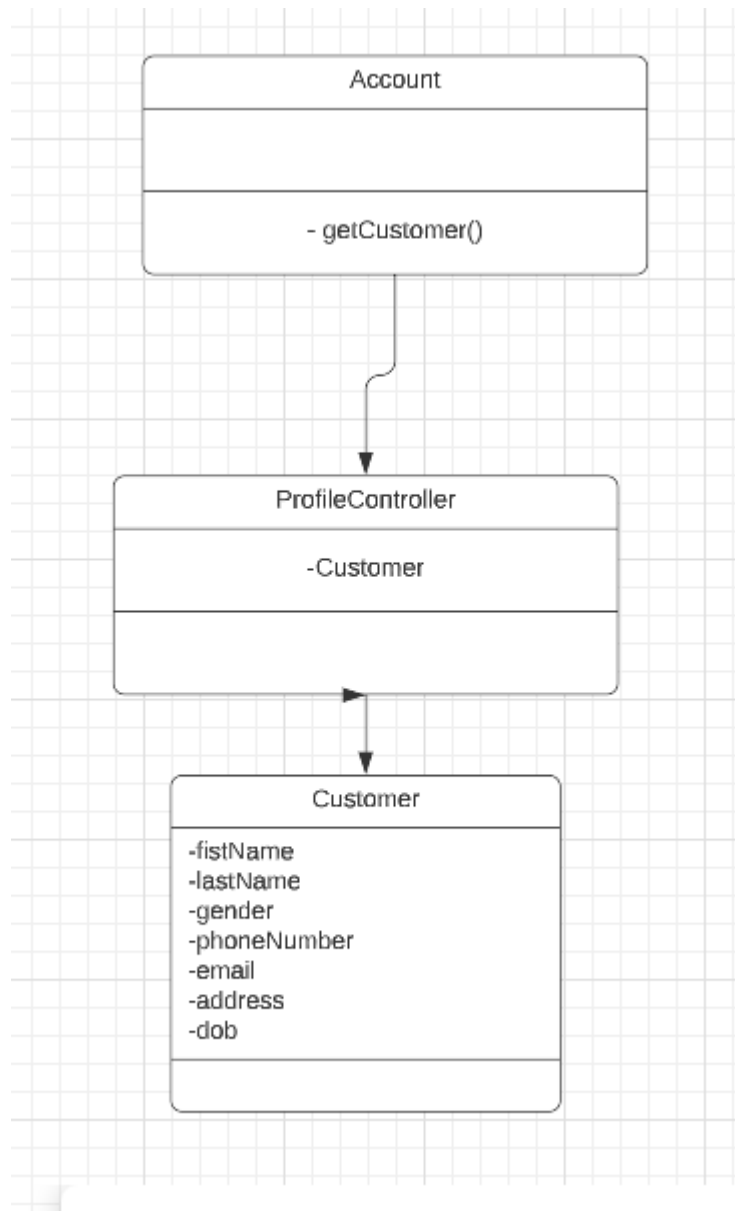 Account
- getCustomer()
ProfileController
-Customer
Customer
-fistName
-lastName
-gender
-phoneNumber
-email
-address
-dob